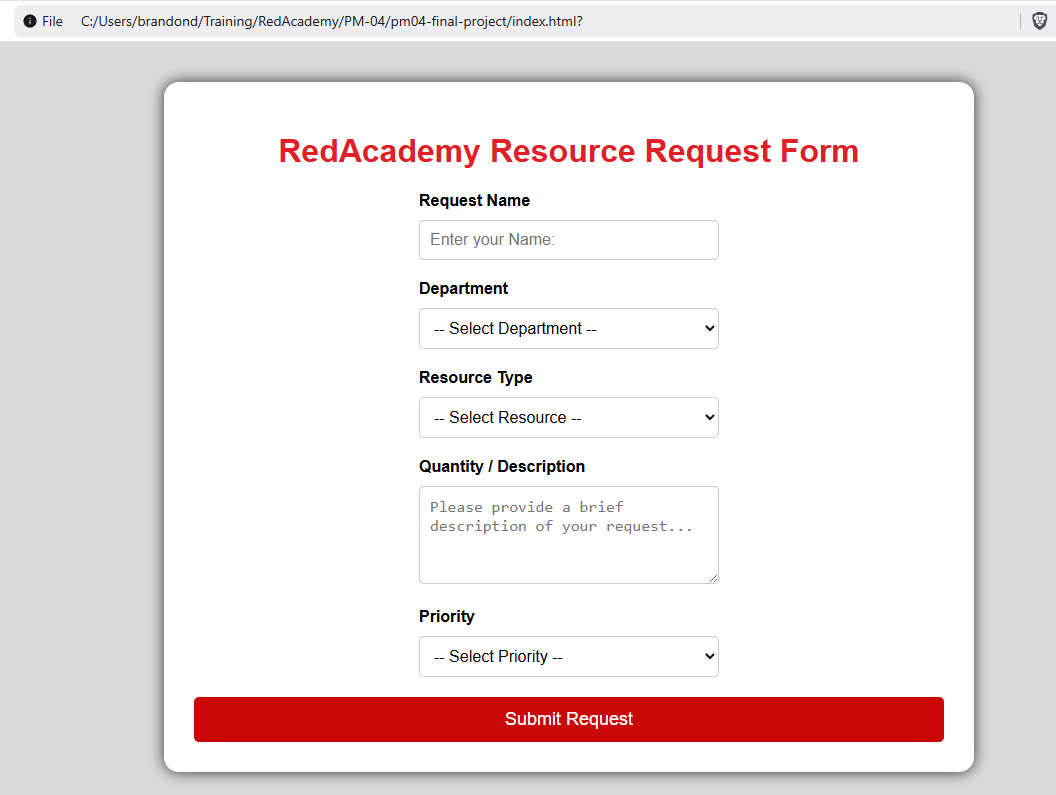 File C:/Users/brandond/Training/RedAcademy/PM-04/pm04-final-project/index.html?
RedAcademy Resource Request Form
Request Name
Enter your Name:
Department
-- Select Department --
Resource Type
-- Select Resource --
Quantity / Description
Please provide a brief
description of your request...
Priority
-- Select Priority --
Submit Request